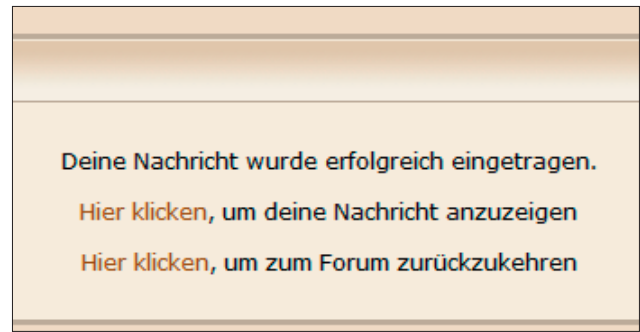 Deine Nachricht wurde erfolgreich eingetragen.
Hier klicken, um deine Nachricht anzuzeigen
Hier klicken, um zum Forum zurückzukehren